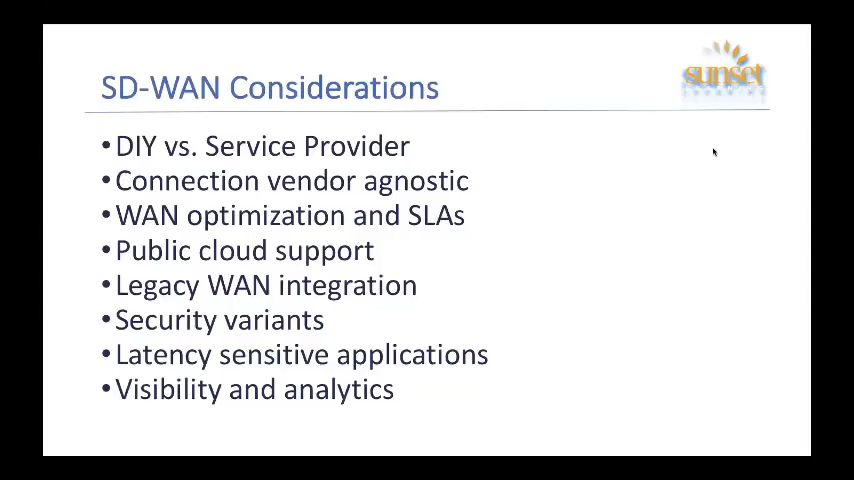 SD-WAN Considerations
sunset
•DIY vs. Service Provider
•Connection vendor agnostic
•WAN optimization and SLAs
•Public cloud support
•Legacy WAN integration
•Security variants
•Latency sensitive applications
•Visibility and analytics